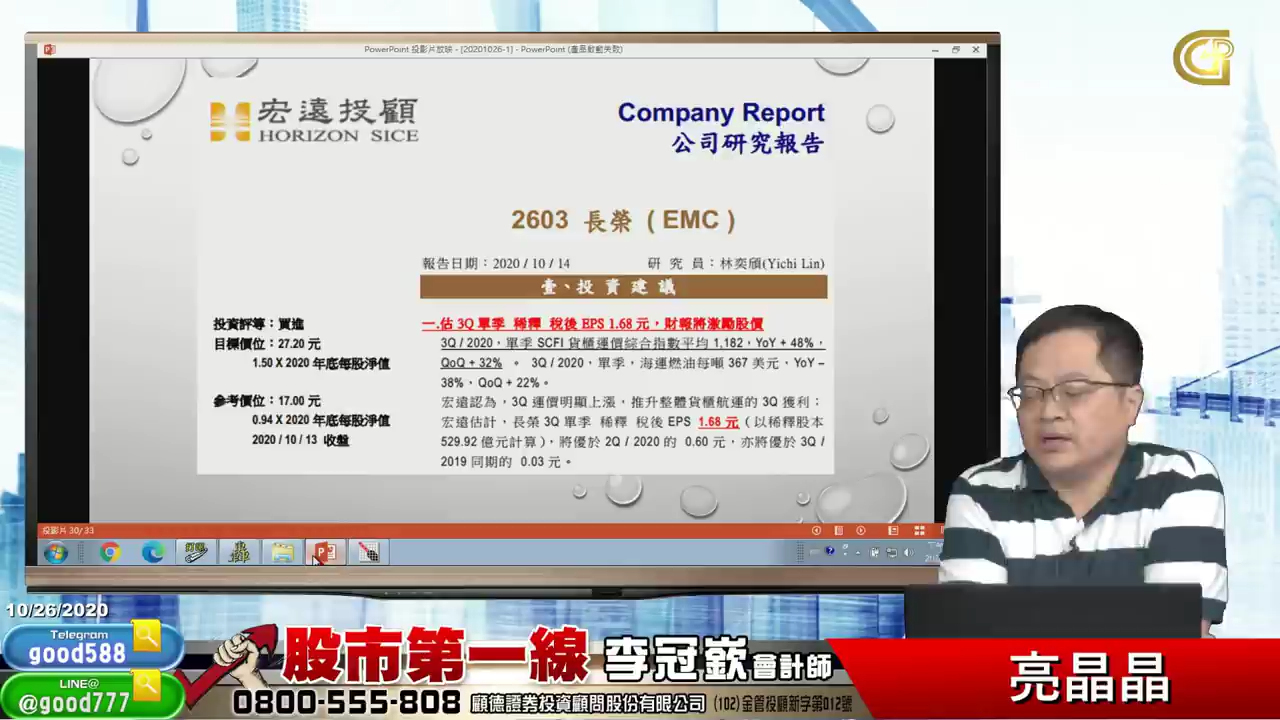 PowerPoint 投影片放映 - [20201026-1] - PowerPoint (產品啟動失敗)
宏遠投顧
HORIZON SICE
Company Report
公司研究報告
2603 長榮 ( EMC )
報告日期：2020 / 10 / 14
研 究 員：林奕頎(Yichi Lin)
壹、投 資 建 議
投資評等：買進
目標價位：27.20 元
1.50 X 2020 年底每股淨值
參考價位：17.00 元
0.94 X 2020 年底每股淨值
2020 / 10 / 13 收盤
一.估 3Q 單季 稀釋 稅後 EPS 1.68 元，財報將激勵股價
3Q / 2020，單季 SCFI 貨櫃運價綜合指數平均 1,182，YoY + 48%，
QoQ + 32% 。 3Q / 2020，單季，海運燃油每噸 367 美元，YoY –
38%，QoQ + 22%。
宏遠認為，3Q 運價明顯上漲，推升整體貨櫃航運的 3Q 獲利；
宏遠估計，長榮 3Q 單季 稀釋 稅後 EPS 1.68 元（以稀釋股本
529.92 億元計算），將優於 2Q / 2020 的 0.60 元，亦將優於 3Q /
2019 同期的 0.03 元。
投影片 30/33
10/26/2020
Telegram
good588
LINE@
@good777
股市第一線
李冠嶔會計師
0800-555-808
顧德證券投資顧問股份有限公司
(102)金管投顧新字第012號
亮晶晶